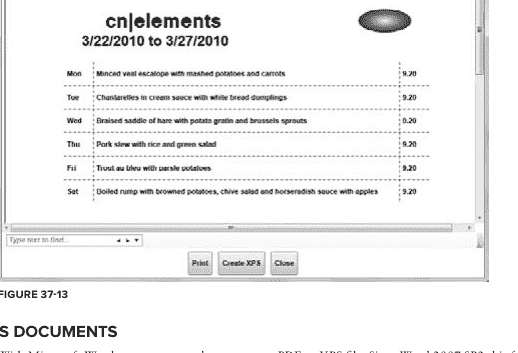 cn|elements
3/22/2010 to 3/27/2010
Mon Minced veal escalope with mashed potatoes and carrots 9.20
Tue Chantarelles in cream sauce with white bread dumplings 9.20
Wed Braised saddle of hare with potato gratin and brussels sprouts 9.20
Thu Pork stew with rice and green salad 9.20
Fri Trout au bleu with parsle potatoes 9.20
Sat Boiled rump with browned potatoes, chive salad and horseradish sauce with apples 9.20
Type text to find...
Print Create XPS Close
FIGURE 37-13
S DOCUMENTS